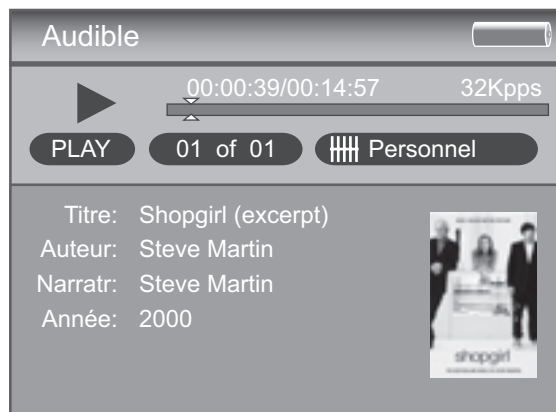 Audible
00:00:39/00:14:57 32Kpps
PLAY 01 of 01 Personnel
Titre: Shopgirl (excerpt)
Auteur: Steve Martin
Narratr: Steve Martin
Année: 2000
shopgirl